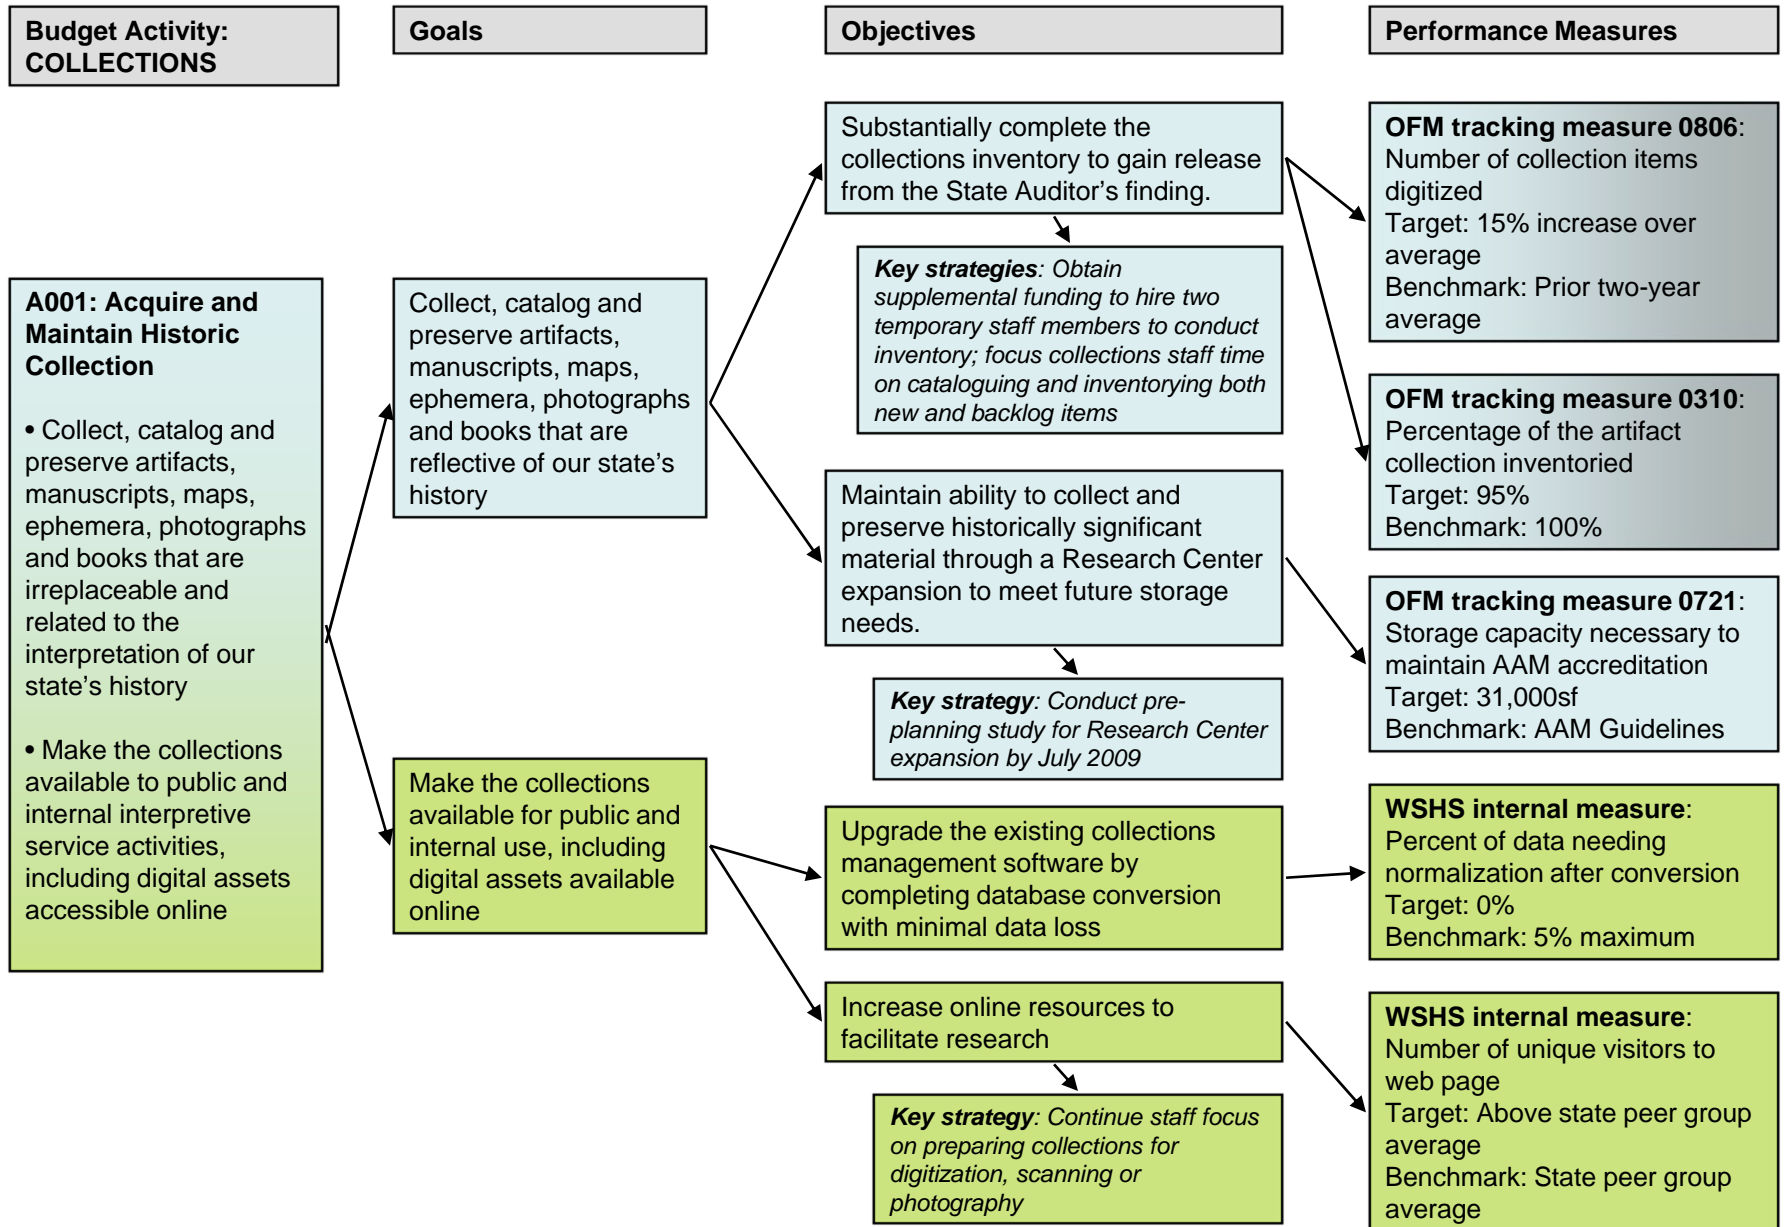 Budget Activity:
COLLECTIONS
Goals
Objectives
Performance Measures
A001: Acquire and
Maintain Historic
Collection
• Collect, catalog and
preserve artifacts,
manuscripts, maps,
ephemera, photographs
and books that are
irreplaceable and
related to the
interpretation of our
state’s history
• Make the collections
available to public and
internal interpretive
service activities,
including digital assets
accessible online
Collect, catalog and
preserve artifacts,
manuscripts, maps,
ephemera, photographs
and books that are
reflective of our state’s
history
Make the collections
available for public and
internal use, including
digital assets available
online
Substantially complete the
collections inventory to gain release
from the State Auditor’s finding.
Key strategies: Obtain
supplemental funding to hire two
temporary staff members to conduct
inventory; focus collections staff time
on cataloguing and inventorying both
new and backlog items
Maintain ability to collect and
preserve historically significant
material through a Research Center
expansion to meet future storage
needs.
Key strategy: Conduct pre-
planning study for Research Center
expansion by July 2009
Upgrade the existing collections
management software by
completing database conversion
with minimal data loss
Increase online resources to
facilitate research
Key strategy: Continue staff focus
on preparing collections for
digitization, scanning or
photography
OFM tracking measure 0806:
Number of collection items
digitized
Target: 15% increase over
average
Benchmark: Prior two-year
average
OFM tracking measure 0310:
Percentage of the artifact
collection inventoried
Target: 95%
Benchmark: 100%
OFM tracking measure 0721:
Storage capacity necessary to
maintain AAM accreditation
Target: 31,000sf
Benchmark: AAM Guidelines
WSHS internal measure:
Percent of data needing
normalization after conversion
Target: 0%
Benchmark: 5% maximum
WSHS internal measure:
Number of unique visitors to
web page
Target: Above state peer group
average
Benchmark: State peer group
average